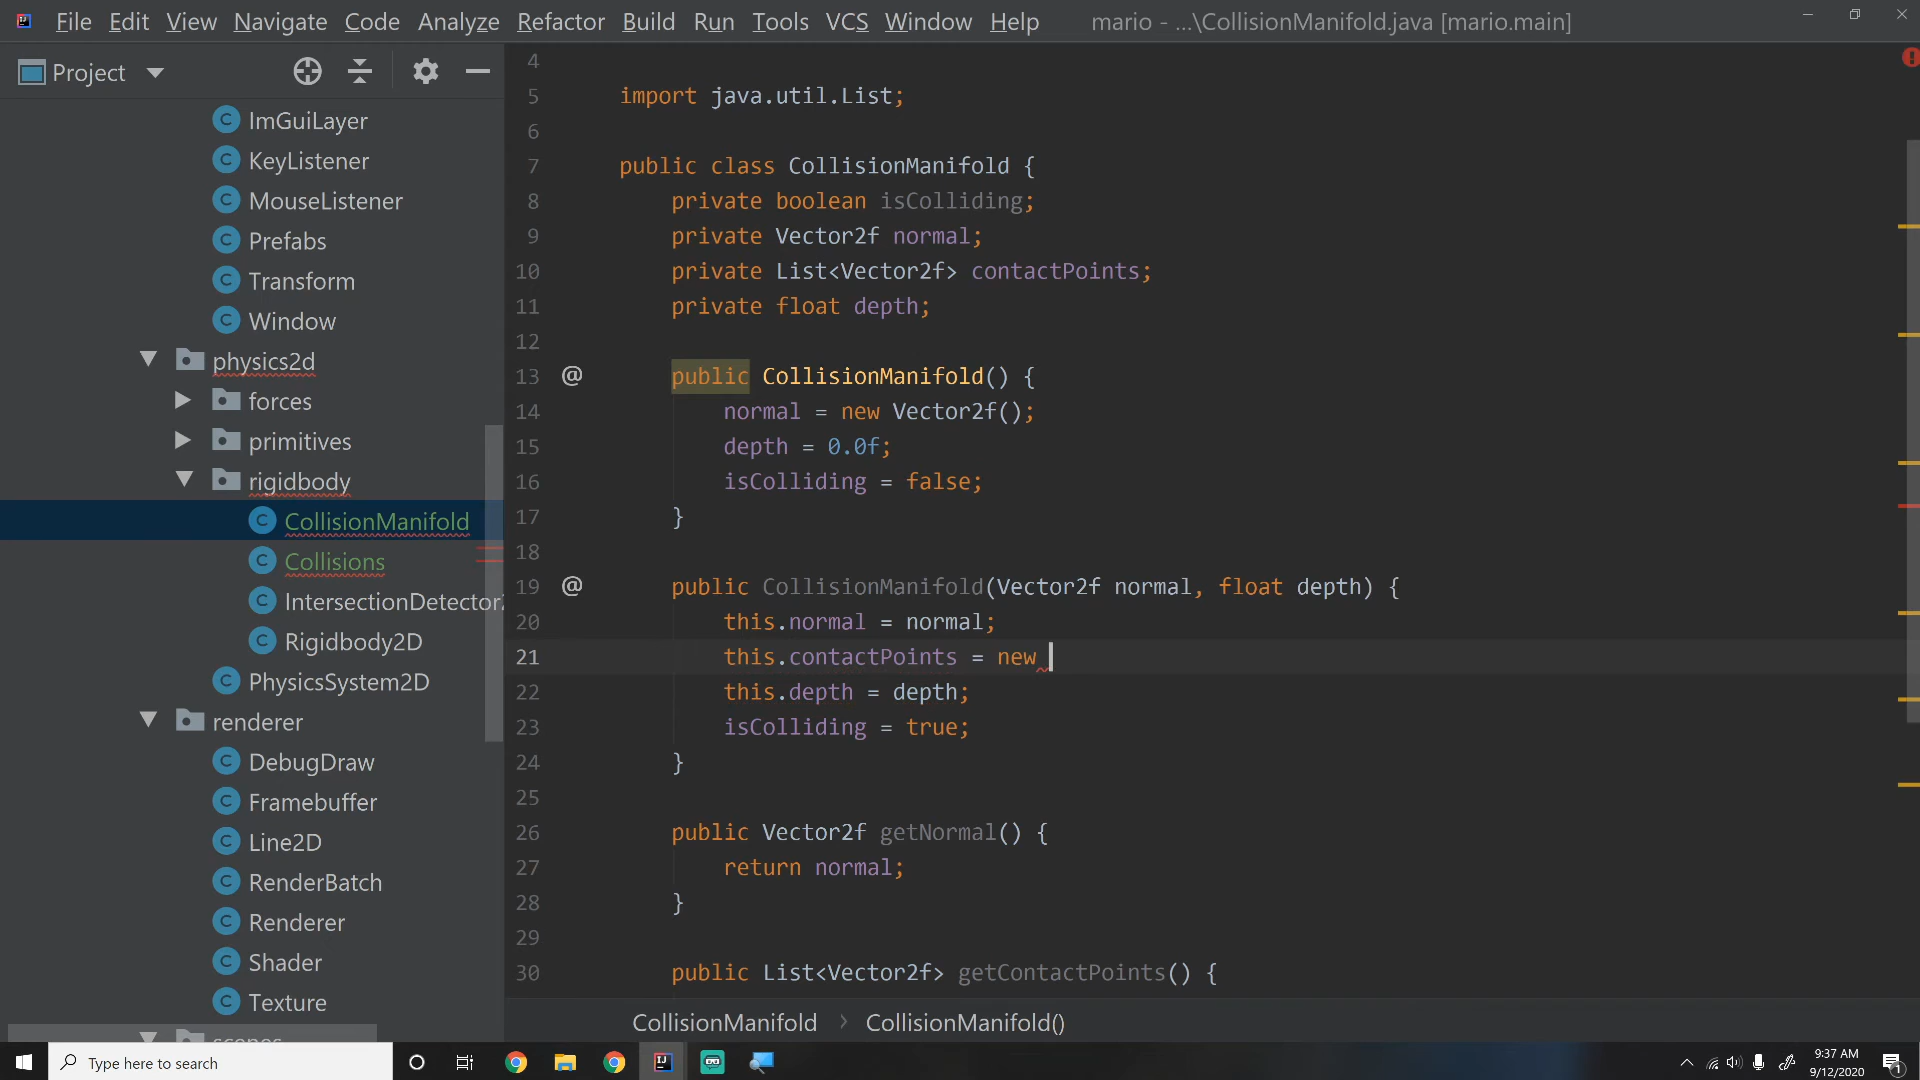 File Edit View Navigate Code Analyze Refactor Build Run Tools VCS Window Help mario - ...\CollisionManifold.java [mario.main]
Project
ImGuiLayer
KeyListener
MouseListener
Prefabs
Transform
Window
physics2d
forces
primitives
rigidbody
CollisionManifold
Collisions
IntersectionDetector
Rigidbody2D
PhysicsSystem2D
renderer
DebugDraw
Framebuffer
Line2D
RenderBatch
Renderer
Shader
Texture
scenes
4
5 import java.util.List;
6
7 public class CollisionManifold {
8 private boolean isColliding;
9 private Vector2f normal;
10 private List<Vector2f> contactPoints;
11 private float depth;
12
13 @ public CollisionManifold() {
14 normal = new Vector2f();
15 depth = 0.0f;
16 isColliding = false;
17 }
18
19 @ public CollisionManifold(Vector2f normal, float depth) {
20 this.normal = normal;
21 this.contactPoints = new
22 this.depth = depth;
23 isColliding = true;
24 }
25
26 public Vector2f getNormal() {
27 return normal;
28 }
29
30 public List<Vector2f> getContactPoints() {
CollisionManifold > CollisionManifold()
Type here to search
9:37 AM
9/12/2020
1